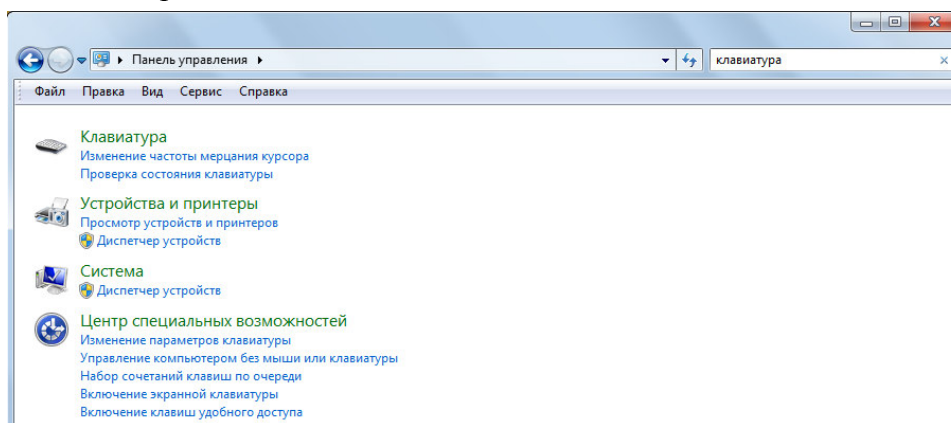 Панель управления
клавиатура
Файл Правка Вид Сервис Справка
Клавиатура
Изменение частоты мерцания курсора
Проверка состояния клавиатуры
Устройства и принтеры
Просмотр устройств и принтеров
Диспетчер устройств
Система
Диспетчер устройств
Центр специальных возможностей
Изменение параметров клавиатуры
Управление компьютером без мыши или клавиатуры
Набор сочетаний клавиш по очереди
Включение экранной клавиатуры
Включение клавиш удобного доступа